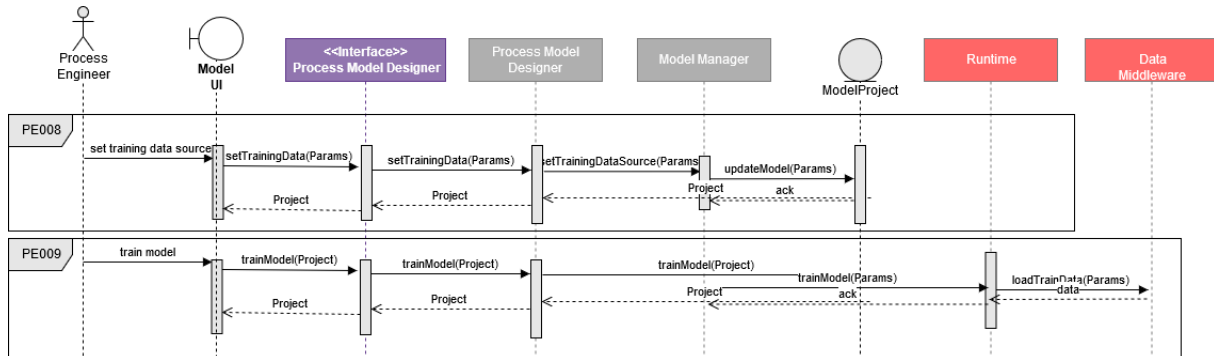 Process
Engineer
Model
UI
<<Interface>>
Process Model Designer
Process Model
Designer
Model Manager
ModelProject
Runtime
Data
Middleware
PE008
set training data source
setTrainingData(Params)
setTrainingData(Params)
setTrainingDataSource(Params
updateModel(Params)
Project
Project
Project
ack
PE009
train model
trainModel(Project)
trainModel(Project)
trainModel(Project)
trainModel(Params)
loadTrainData(Params)
data
Project
Project
Project
ack